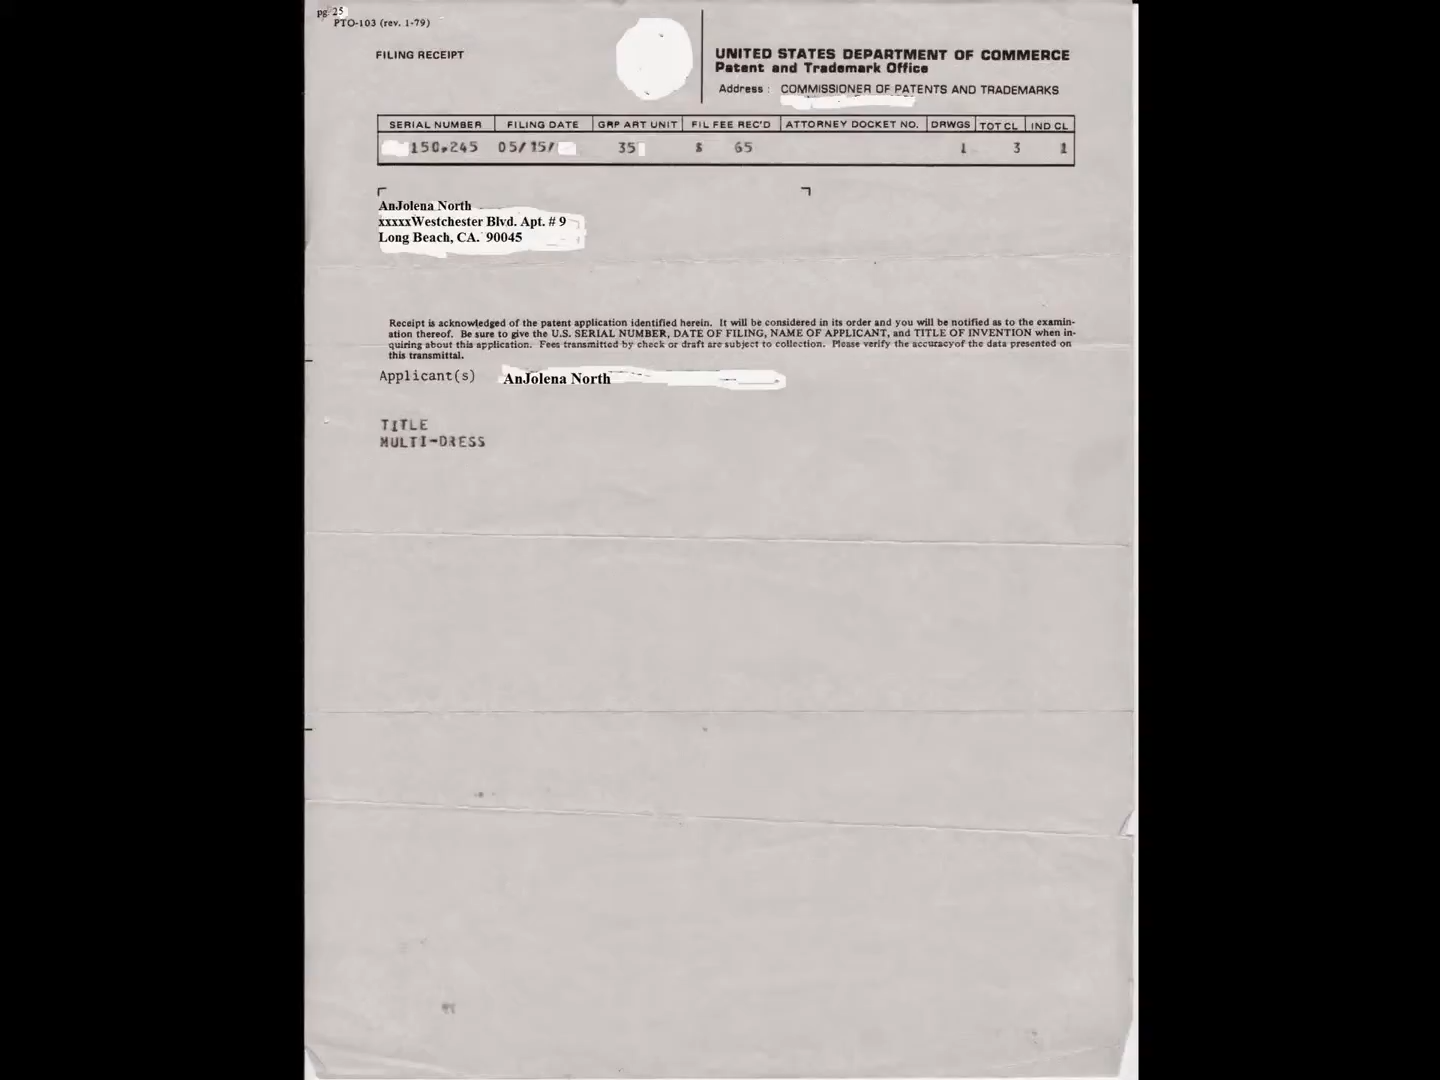 pg. 25
PTO-103 (rev. 1-79)
FILING RECEIPT
UNITED STATES DEPARTMENT OF COMMERCE
Patent and Trademark Office
Address : COMMISSIONER OF PATENTS AND TRADEMARKS
SERIAL NUMBER FILING DATE GRP ART UNIT FIL FEE REC'D ATTORNEY DOCKET NO. DRWGS TOT CL IND CL
150,245 05/15/ 35 $ 65 1 3 1
AnJolena North
xxxxxWestchester Blvd. Apt. # 9
Long Beach, CA. 90045
Receipt is acknowledged of the patent application identified herein. It will be considered in its order and you will be notified as to the examin-
ation thereof. Be sure to give the U.S. SERIAL NUMBER, DATE OF FILING, NAME OF APPLICANT, and TITLE OF INVENTION when in-
quiring about this application. Fees transmitted by check or draft are subject to collection. Please verify the accuracy of the data presented on
this transmittal.
Applicant(s) AnJolena North
TITLE
MULTI-DRESS